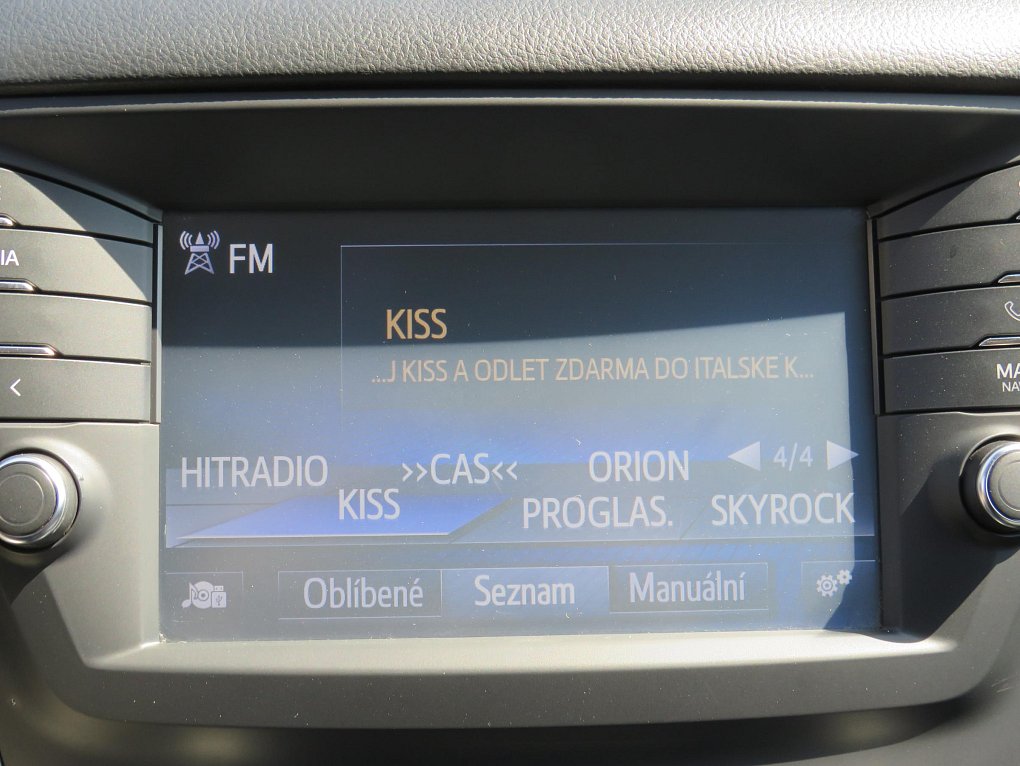 FM
KISS
...J KISS A ODLET ZDARMA DO ITALSKE K...
HITRADIO >>CAS<< ORION 4/4
KISS PROGLAS. SKYROCK
Oblíbené Seznam Manuální
IA
MA
NAV